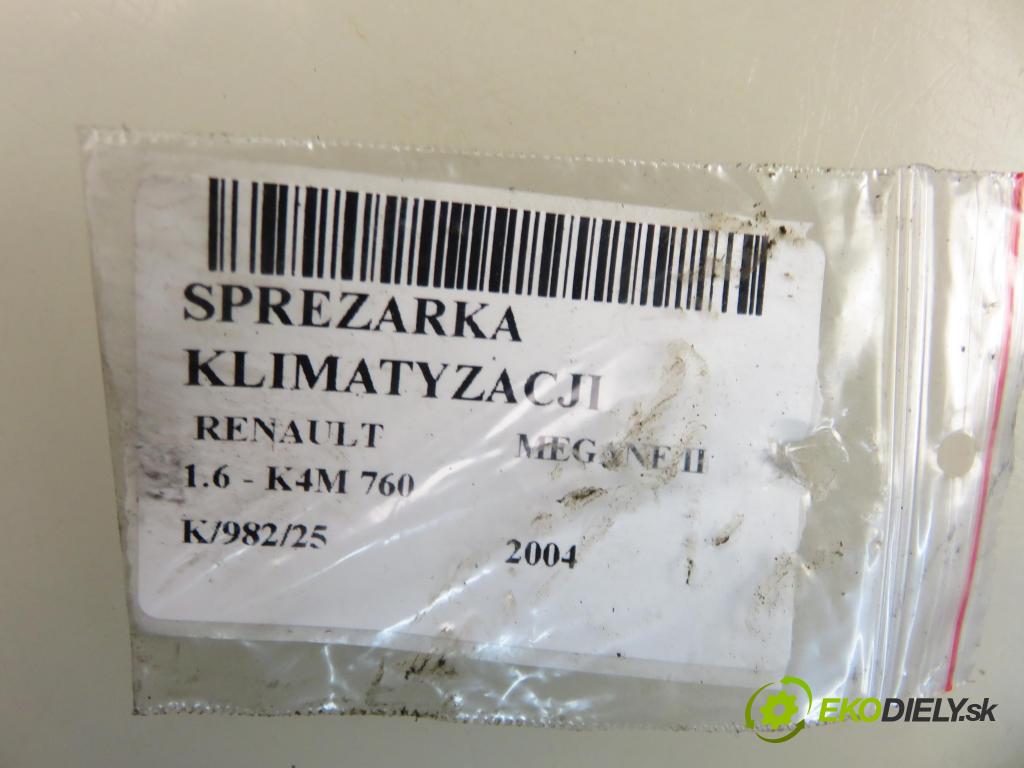 SPREZARKA
KLIMATYZACJI
RENAULT MEGANE II
1.6 - K4M 760
K/982/25 2004
EKODIELY.sk